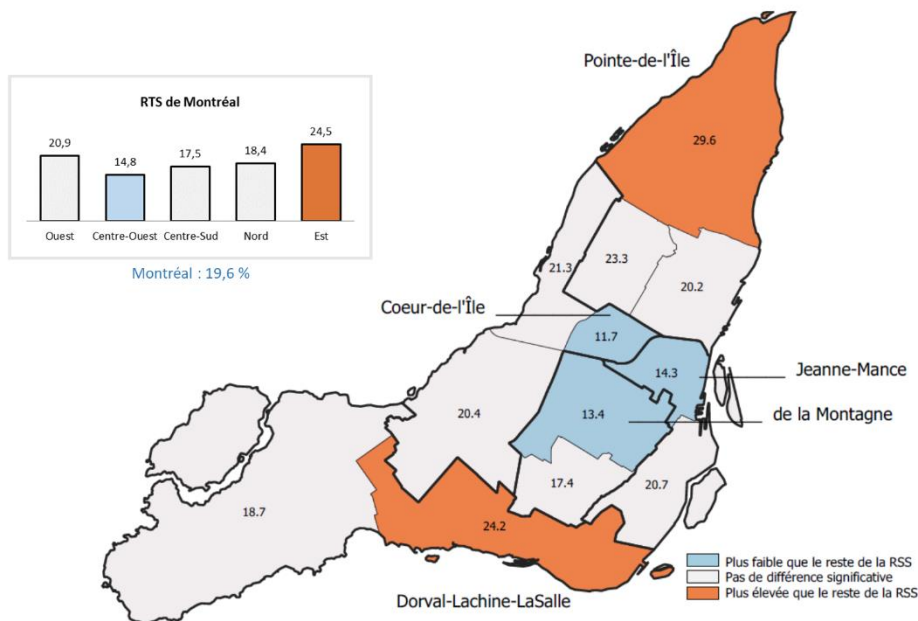 Pointe-de-l'Île
RTS de Montréal
20,9
14,8
17,5
18,4
24,5
Ouest
Centre-Ouest
Centre-Sud
Nord
Est
Montréal : 19,6 %
29.6
21.3
23.3
20.2
Coeur-de-l'Île
11.7
14.3
Jeanne-Mance
20.4
13.4
de la Montagne
17.4
20.7
18.7
24.2
Dorval-Lachine-LaSalle
Plus faible que le reste de la RSS
Pas de différence significative
Plus élevée que le reste de la RSS